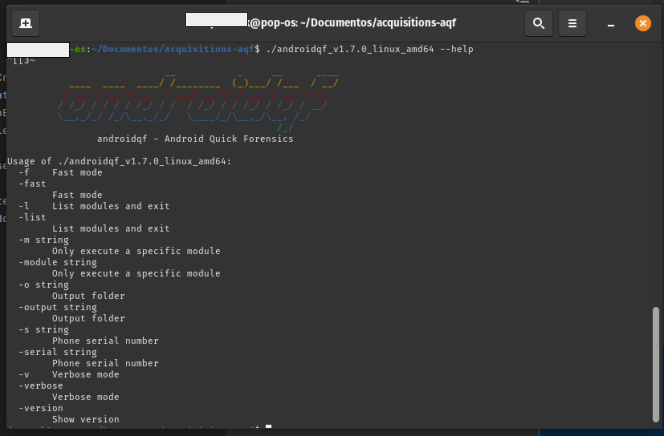 k@pop-os: ~/Documentos/acquisitions-aqf
-os:~/Documentos/acquisitions-aqf$ ./androidqf_v1.7.0_linux_amd64 --help
^[[3~
androidqf - Android Quick Forensics
Usage of ./androidqf_v1.7.0_linux_amd64:
-f    Fast mode
-fast
Fast mode
-l    List modules and exit
-list
List modules and exit
-m string
Only execute a specific module
-module string
Only execute a specific module
-o string
Output folder
-output string
Output folder
-s string
Phone serial number
-serial string
Phone serial number
-v    Verbose mode
-verbose
Verbose mode
-version
Show version